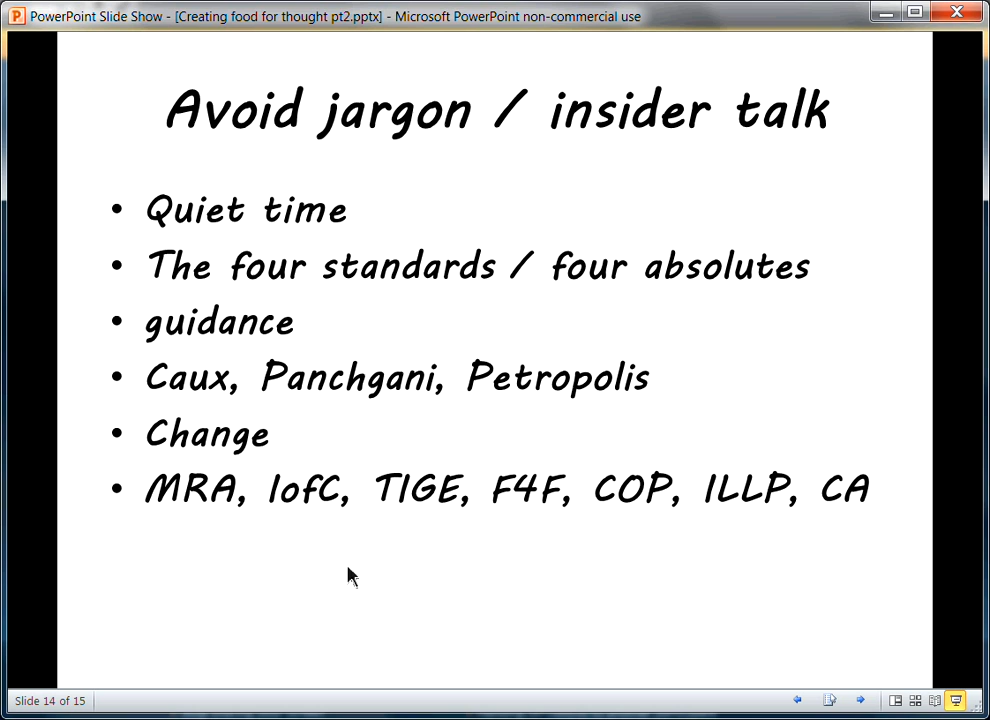 PowerPoint Slide Show - [Creating food for thought pt2.pptx] - Microsoft PowerPoint non-commercial use
Avoid jargon / insider talk
• Quiet time
• The four standards / four absolutes
• guidance
• Caux, Panchgani, Petropolis
• Change
• MRA, IofC, TIGE, F4F, COP, ILLP, CA
Slide 14 of 15